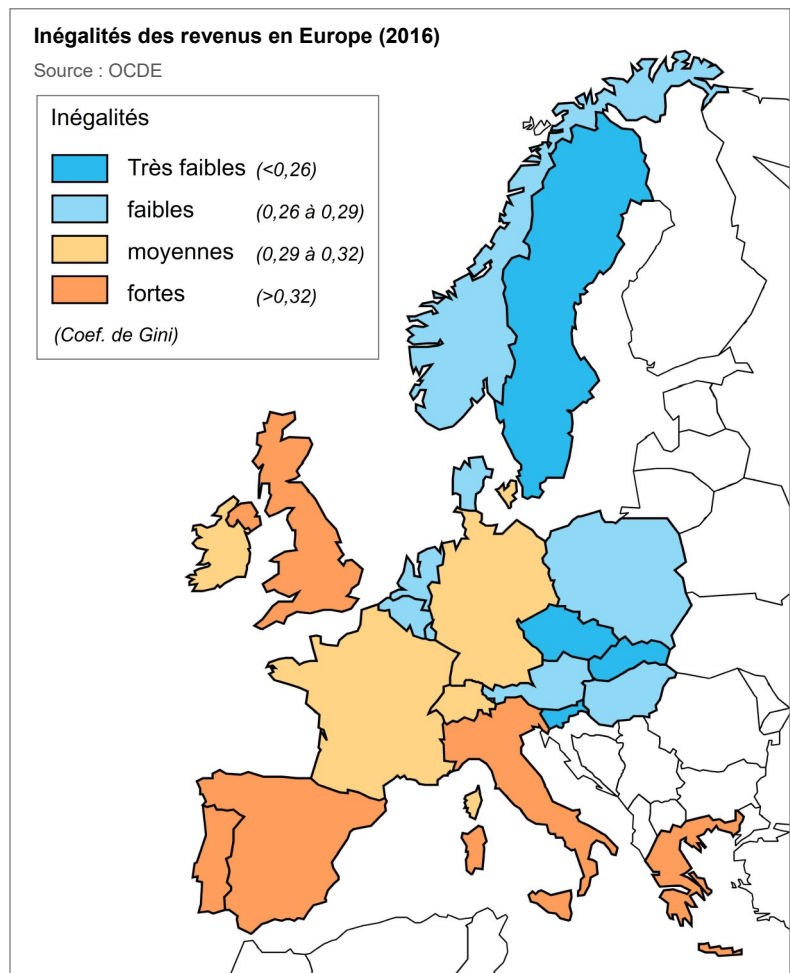 Inégalités des revenus en Europe (2016)
Source : OCDE
Inégalités
Très faibles (<0,26)
faibles (0,26 à 0,29)
moyennes (0,29 à 0,32)
fortes (>0,32)
(Coef. de Gini)